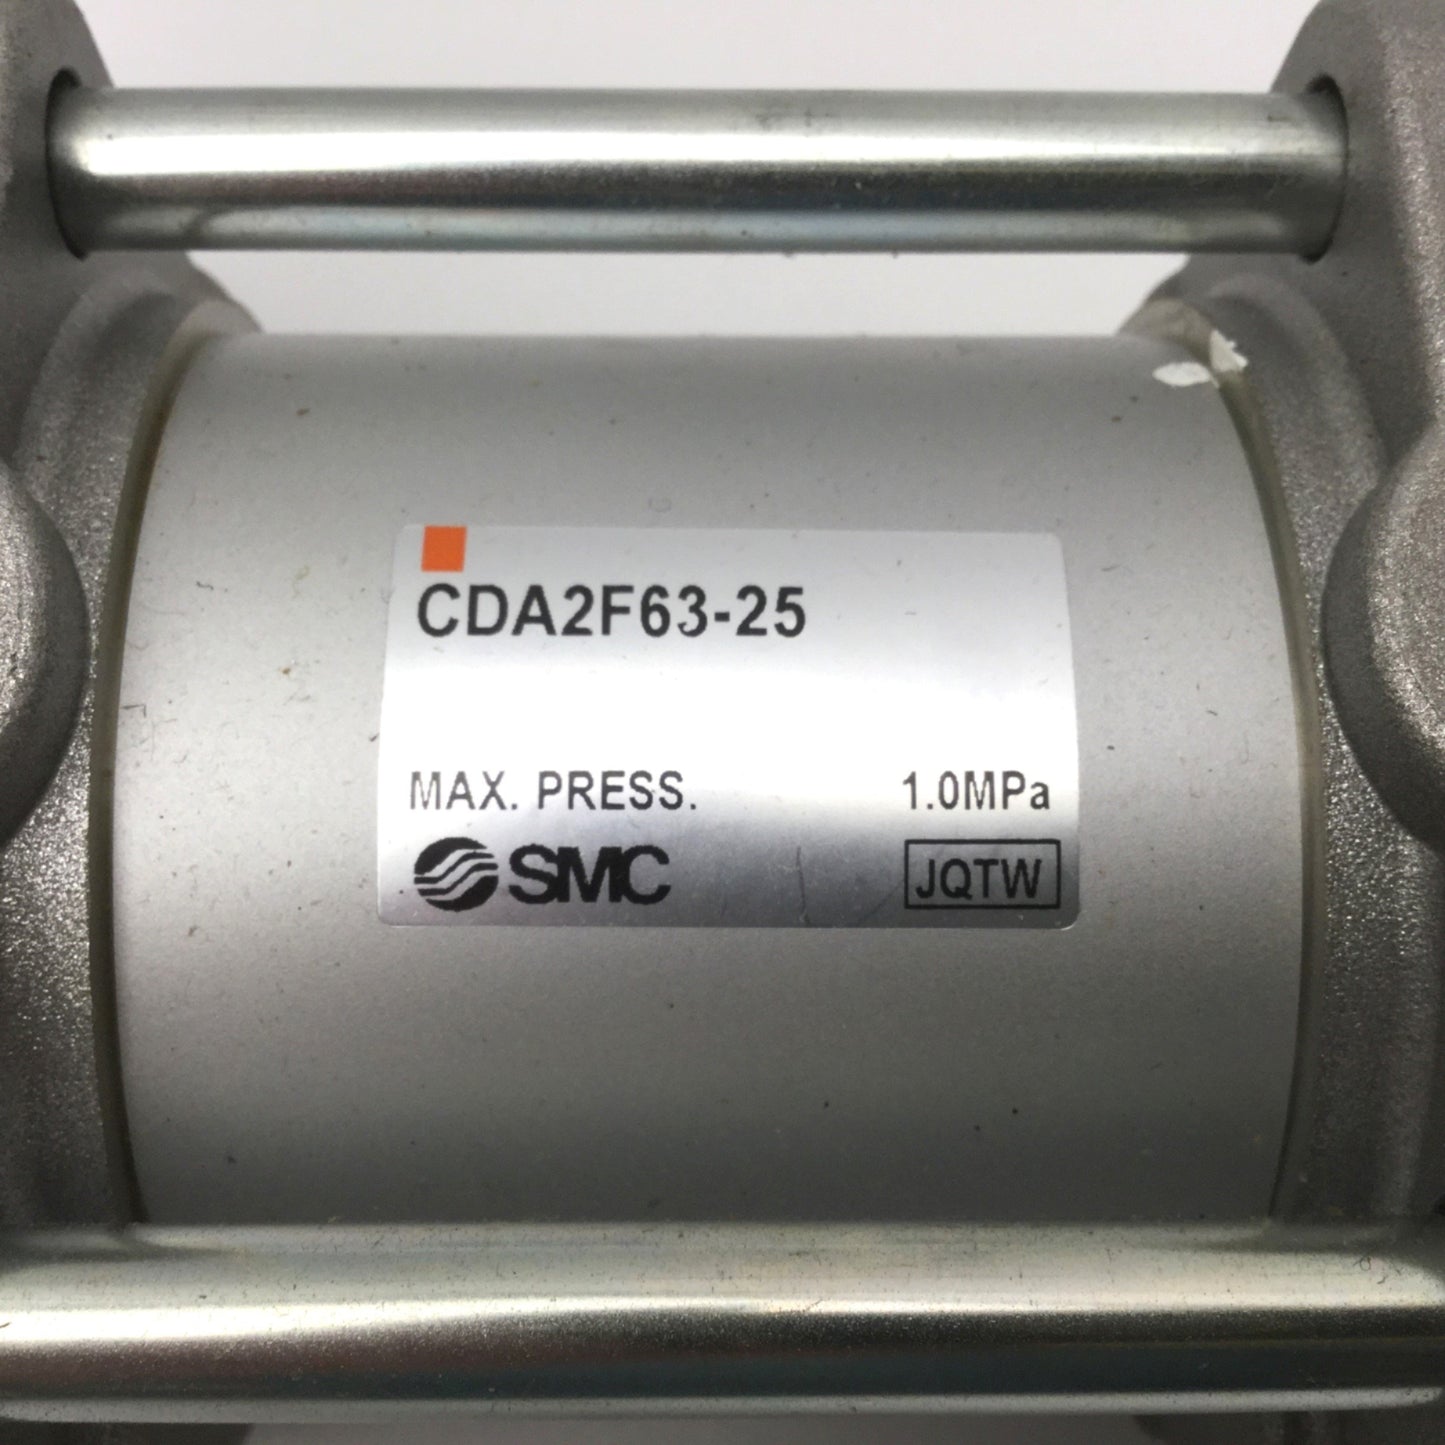 CDA2F63-25
MAX. PRESS. 1.0MPa
SMC JQTW